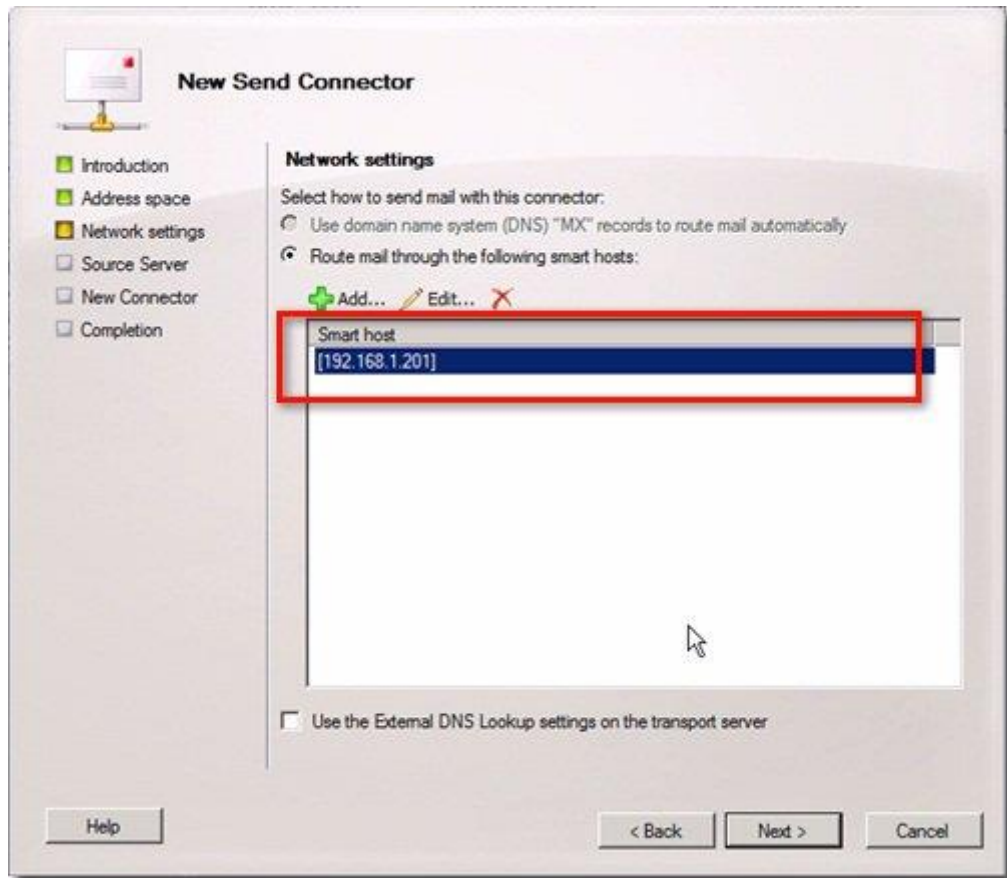 New Send Connector
Introduction
Address space
Network settings
Source Server
New Connector
Completion
Network settings
Select how to send mail with this connector:
Use domain name system (DNS) "MX" records to route mail automatically
Route mail through the following smart hosts:
Add... Edit...
Smart host
[192.168.1.201]
Use the External DNS Lookup settings on the transport server
Help < Back Next > Cancel